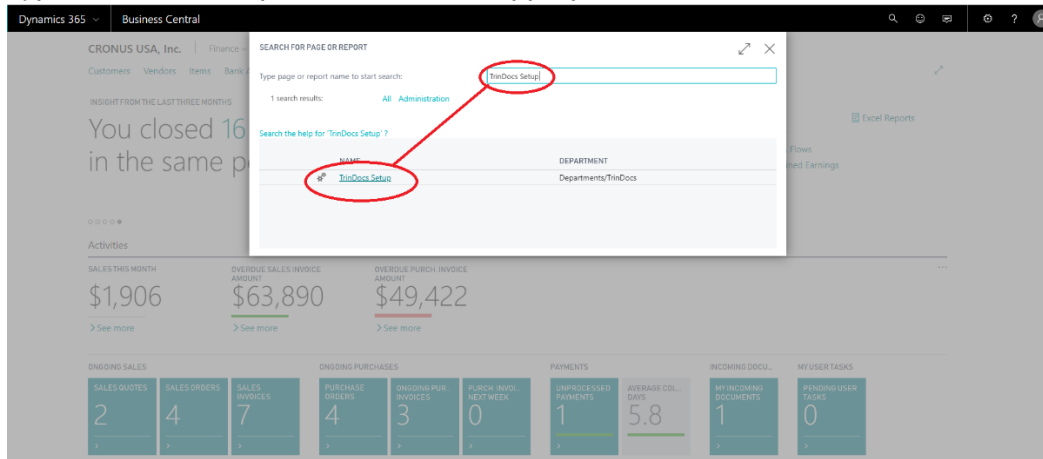 Dynamics 365 Business Central
CRONUS USA, Inc. Finance
Customers Vendors Items Bank
SEARCH FOR PAGE OR REPORT
Type page or report name to start search: TrinDocs Setup
1 search results: All Administration
Search the help for 'TrinDocs Setup' ?
NAME DEPARTMENT
TrinDocs Setup Departments/TrinDocs
INSIGHT FROM THE LAST THREE MONTHS
You closed 16
in the same
Excel Reports
Flows
Earnings
Activities
SALES THIS MONTH
$1,906
See more
OVERDUE SALES INVOICE
AMOUNT
$63,890
See more
OVERDUE PURCH. INVOICE
AMOUNT
$49,422
See more
ONGOING SALES
SALES QUOTES
2
SALES ORDERS
4
SALES
INVOICES
7
ONGOING PURCHASES
PURCHASE
ORDERS
4
ONGOING PUR...
INVOICES
3
PURCH. INVOI...
NEXT WEEK
0
PAYMENTS
UNPROCESSED
PAYMENTS
1
AVERAGE COL...
DAYS
5.8
INCOMING DOCU...
MY INCOMING
DOCUMENTS
1
MY USER TASKS
PENDING USER
TASKS
0